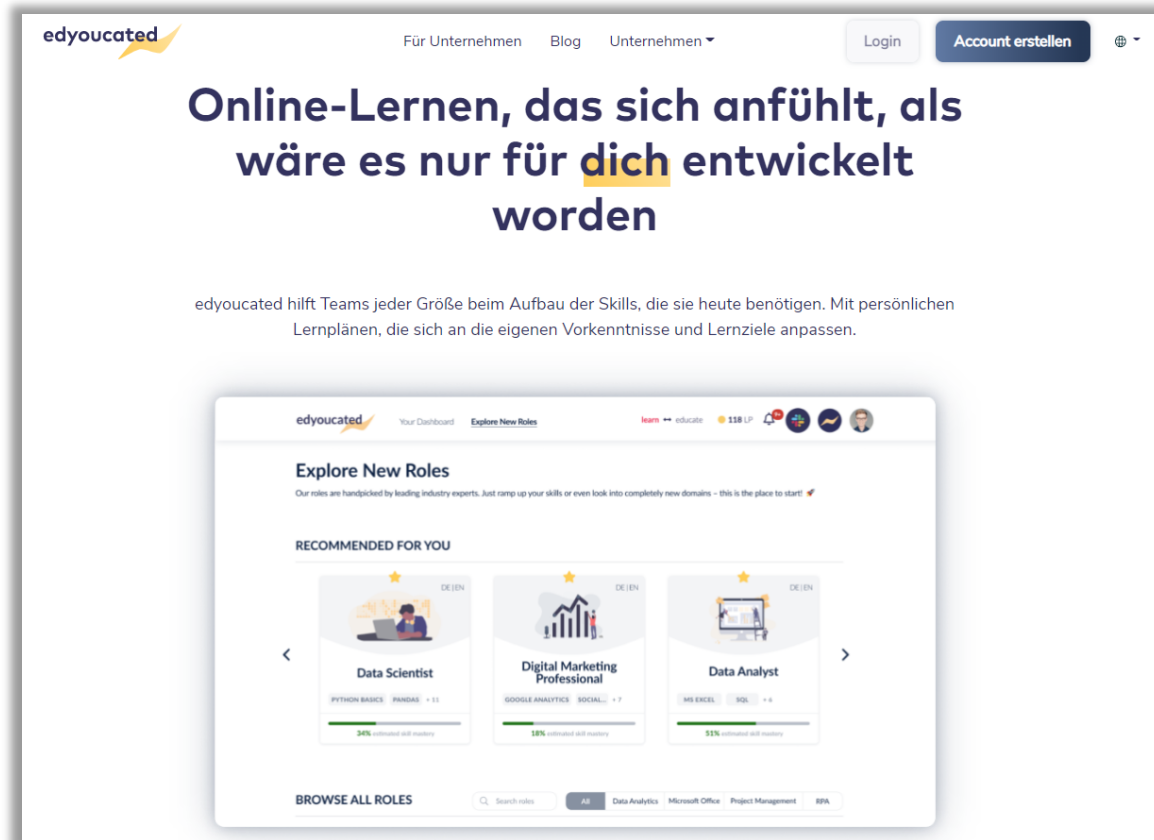 edyoucated Für Unternehmen Blog Unternehmen Login Account erstellen
Online-Lernen, das sich anfühlt, als
wäre es nur für dich entwickelt
worden
edyoucated hilft Teams jeder Größe beim Aufbau der Skills, die sie heute benötigen. Mit persönlichen
Lernplänen, die sich an die eigenen Vorkenntnisse und Lernziele anpassen.
edyoucated Your Dashboard Explore New Roles learn ↔ educate 118 LP 9+
Explore New Roles
Our roles are handpicked by leading industry experts. Just ramp up your skills or even look into completely new domains – this is the place to start! 🚀
RECOMMENDED FOR YOU
DE|EN DE|EN DE|EN
Data Scientist
PYTHON BASICS PANDAS + 11
34% estimated skill mastery
Digital Marketing
Professional
GOOGLE ANALYTICS SOCIAL... + 7
18% estimated skill mastery
Data Analyst
MS EXCEL SQL + 6
51% estimated skill mastery
BROWSE ALL ROLES Search roles All Data Analytics Microsoft Office Project Management RPA